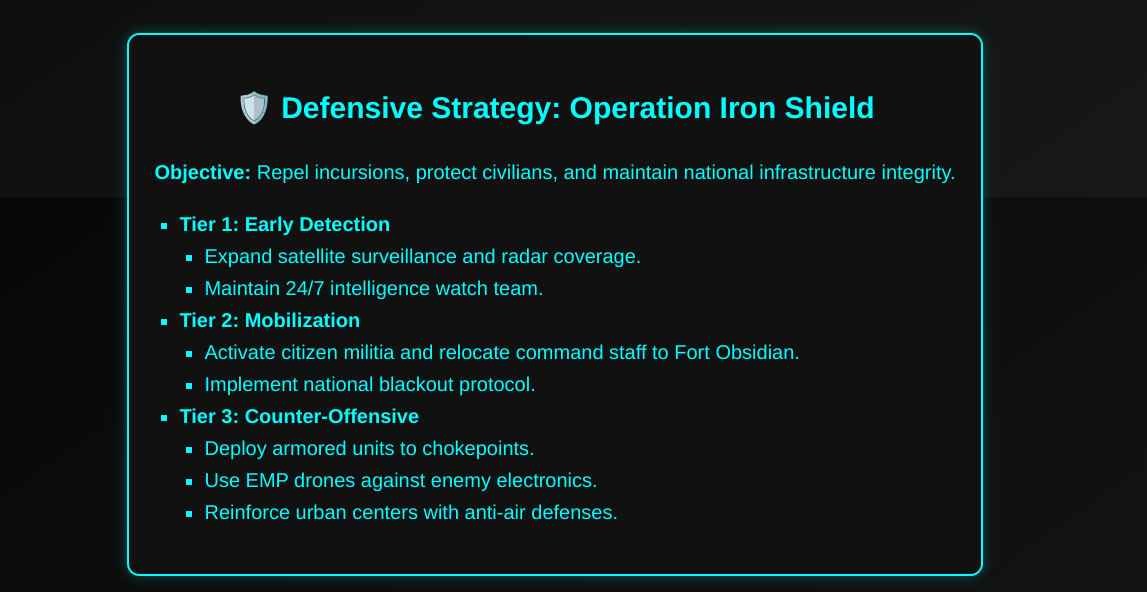 🛡️ Defensive Strategy: Operation Iron Shield
Objective: Repel incursions, protect civilians, and maintain national infrastructure integrity.
Tier 1: Early Detection
Expand satellite surveillance and radar coverage.
Maintain 24/7 intelligence watch team.
Tier 2: Mobilization
Activate citizen militia and relocate command staff to Fort Obsidian.
Implement national blackout protocol.
Tier 3: Counter-Offensive
Deploy armored units to chokepoints.
Use EMP drones against enemy electronics.
Reinforce urban centers with anti-air defenses.